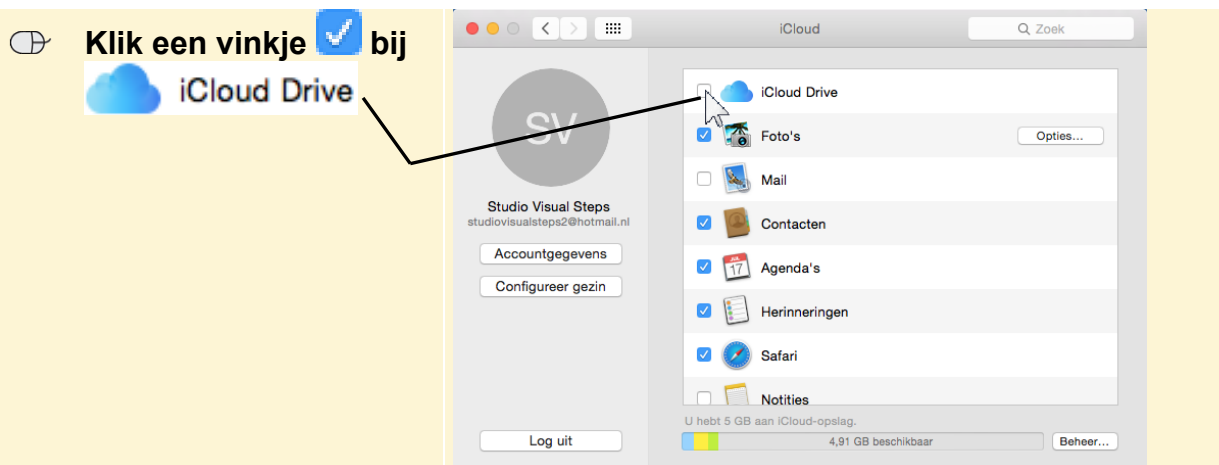 Klik een vinkje bij
iCloud Drive
iCloud
Zoek
SV
Studio Visual Steps
studiovisualsteps2@hotmail.nl
Accountgegevens
Configureer gezin
Log uit
iCloud Drive
Foto's
Opties...
Mail
Contacten
JUL
17
Agenda's
Herinneringen
Safari
Notities
U hebt 5 GB aan iCloud-opslag.
4,91 GB beschikbaar
Beheer...